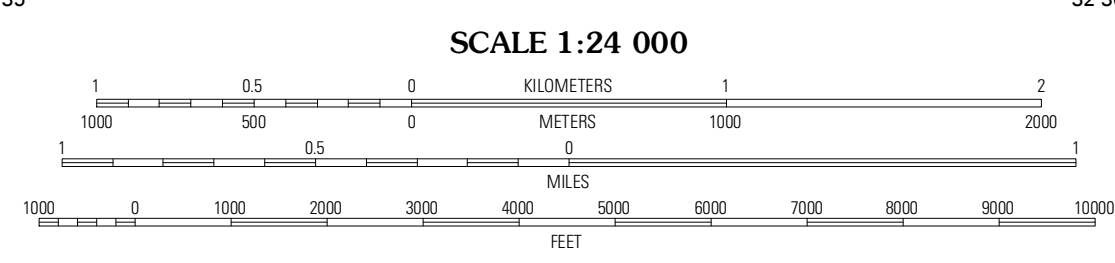 SCALE 1:24 000
1 0.5 0 KILOMETERS 1 2
1000 500 0 METERS 1000 2000
1 0.5 0 1
MILES
1000 0 1000 2000 3000 4000 5000 6000 7000 8000 9000 10000
FEET